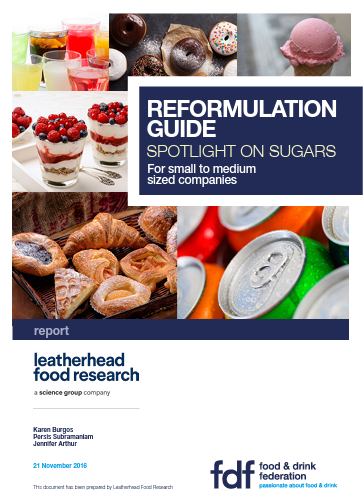 REFORMULATION
GUIDE
SPOTLIGHT ON SUGARS
For small to medium
sized companies
report
leatherhead
food research
a science group company
Karen Burgos
Persis Subramaniam
Jennifer Arthur
21 November 2016
This document has been prepared by Leatherhead Food Research
fdf food & drink
federation
passionate about food & drink